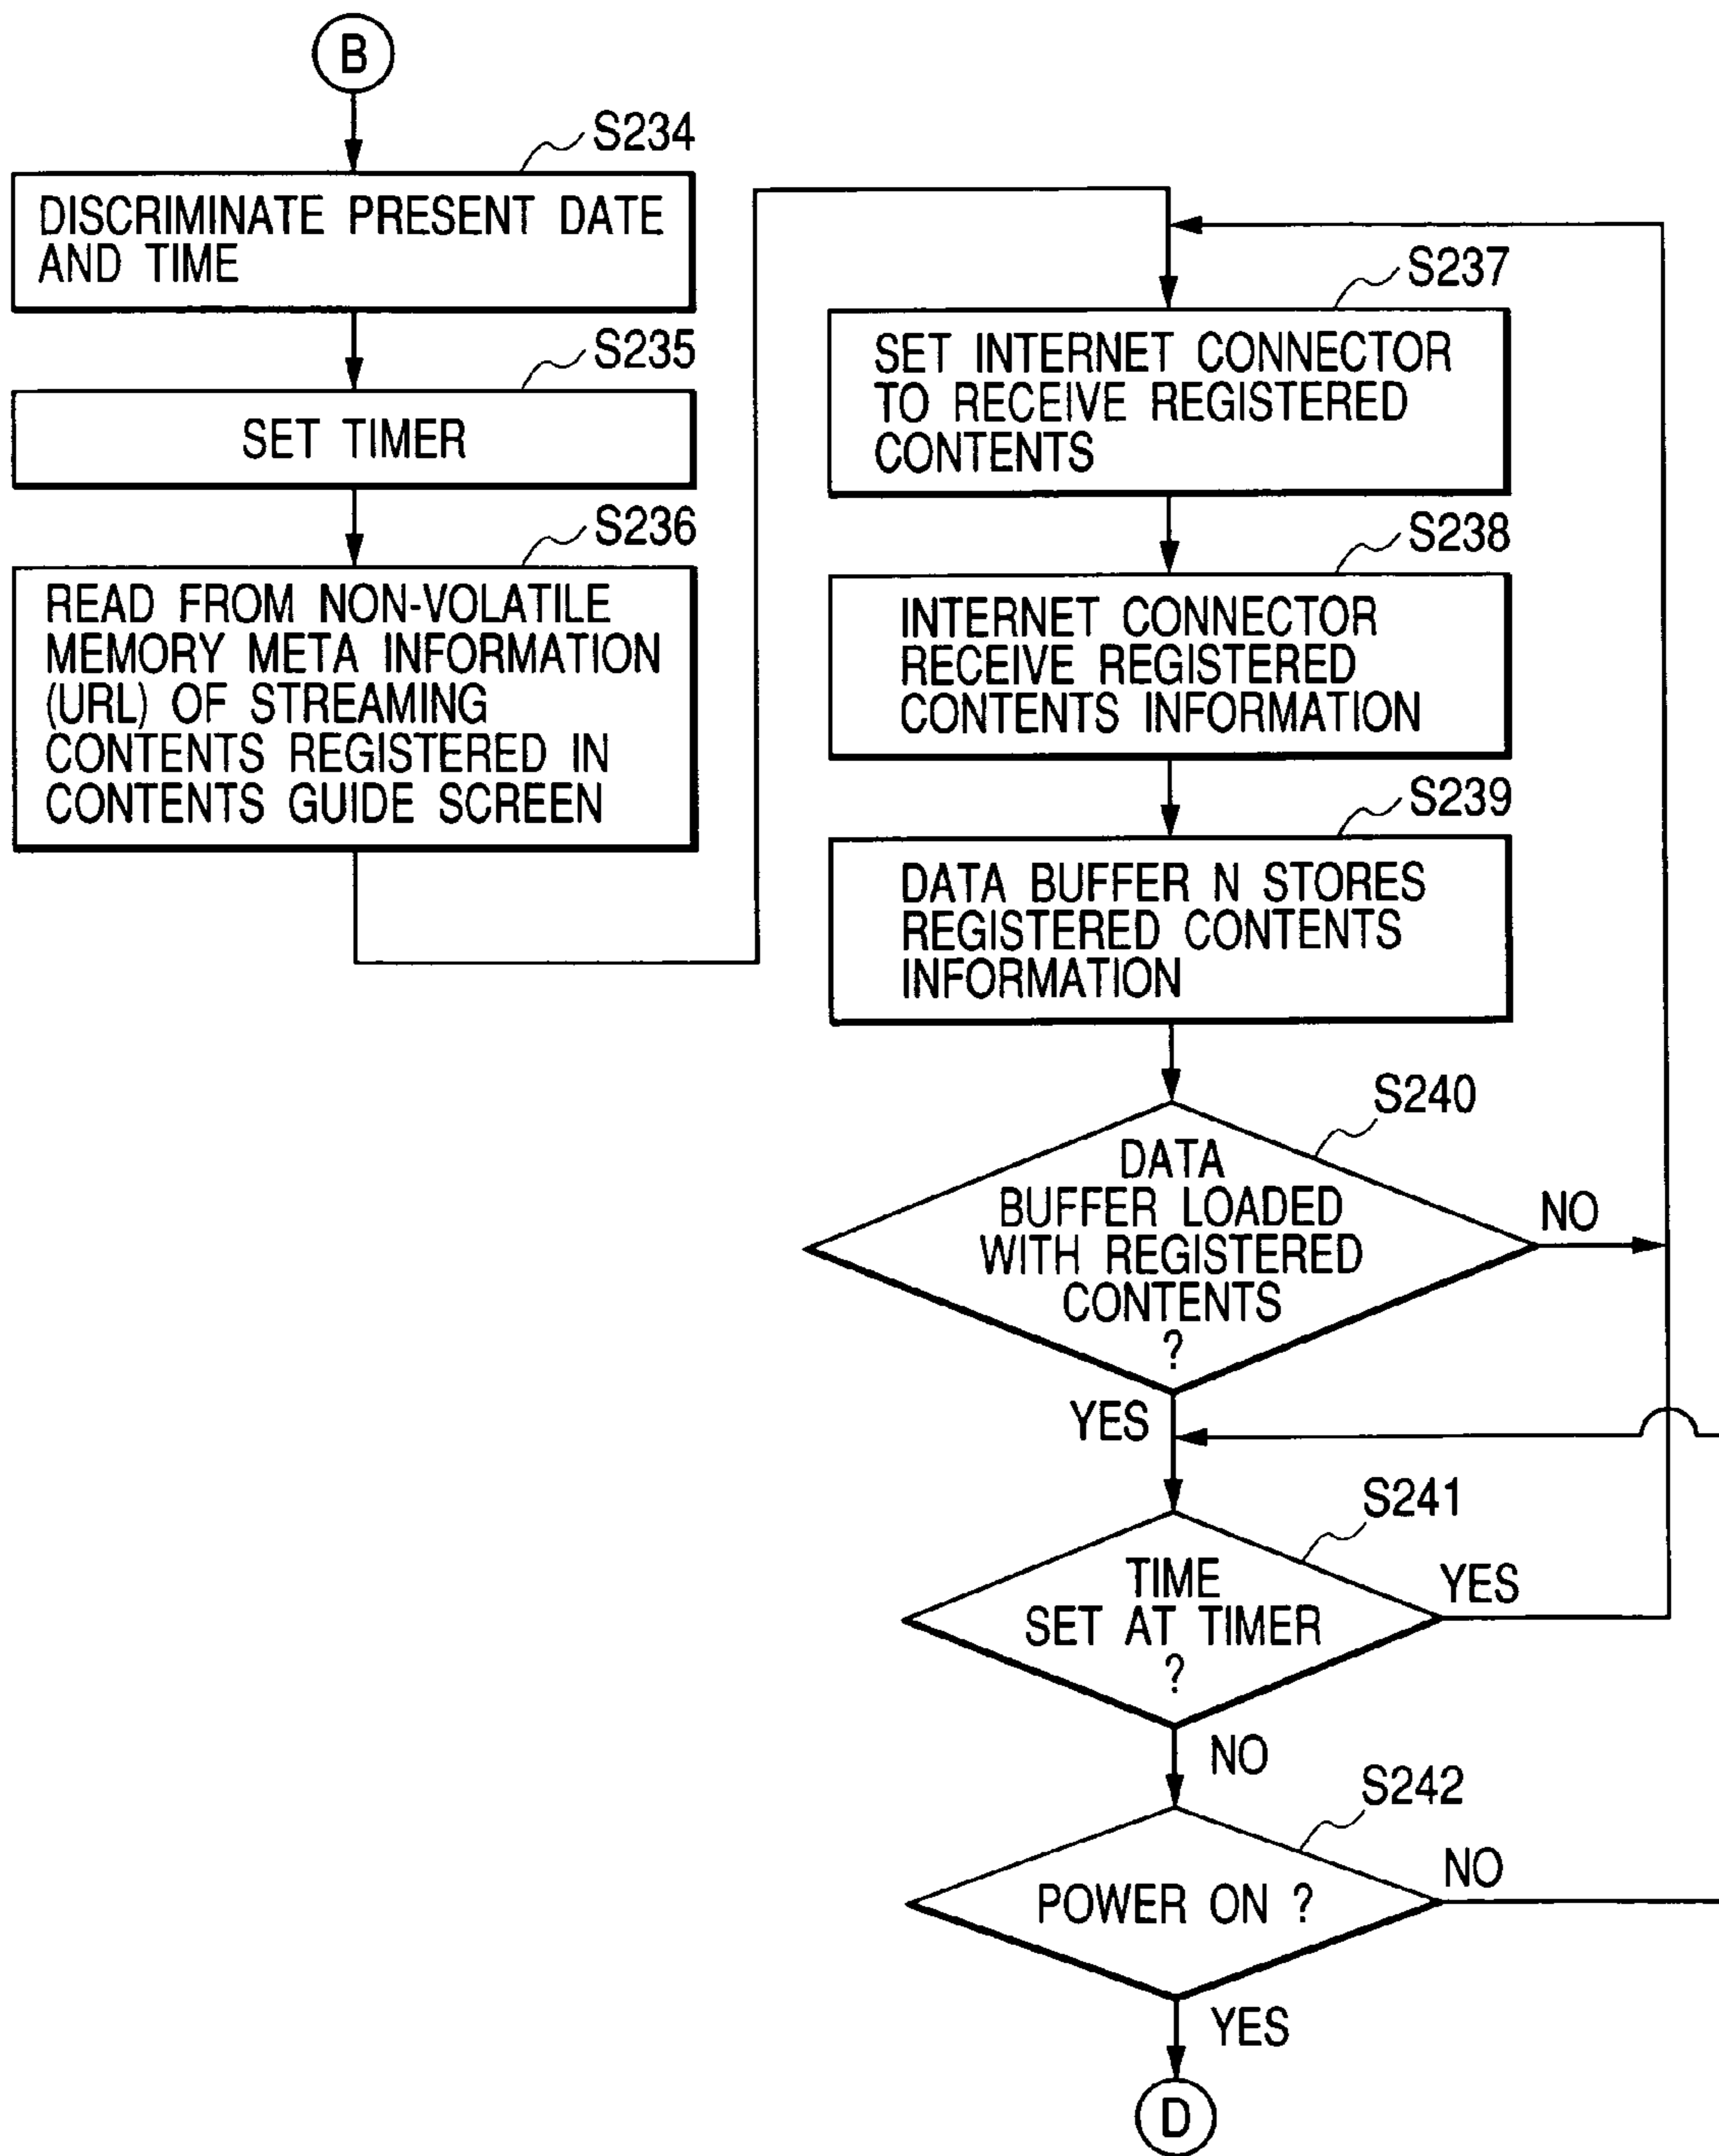 B
S234
DISCRIMINATE PRESENT DATE
AND TIME
S235
SET TIMER
S236
READ FROM NON-VOLATILE
MEMORY META INFORMATION
(URL) OF STREAMING
CONTENTS REGISTERED IN
CONTENTS GUIDE SCREEN
S237
SET INTERNET CONNECTOR
TO RECEIVE REGISTERED
CONTENTS
S238
INTERNET CONNECTOR
RECEIVE REGISTERED
CONTENTS INFORMATION
S239
DATA BUFFER N STORES
REGISTERED CONTENTS
INFORMATION
S240
DATA
BUFFER LOADED
WITH REGISTERED
CONTENTS
?
NO
YES
S241
TIME
SET AT TIMER
?
YES
NO
S242
POWER ON ?
NO
YES
D